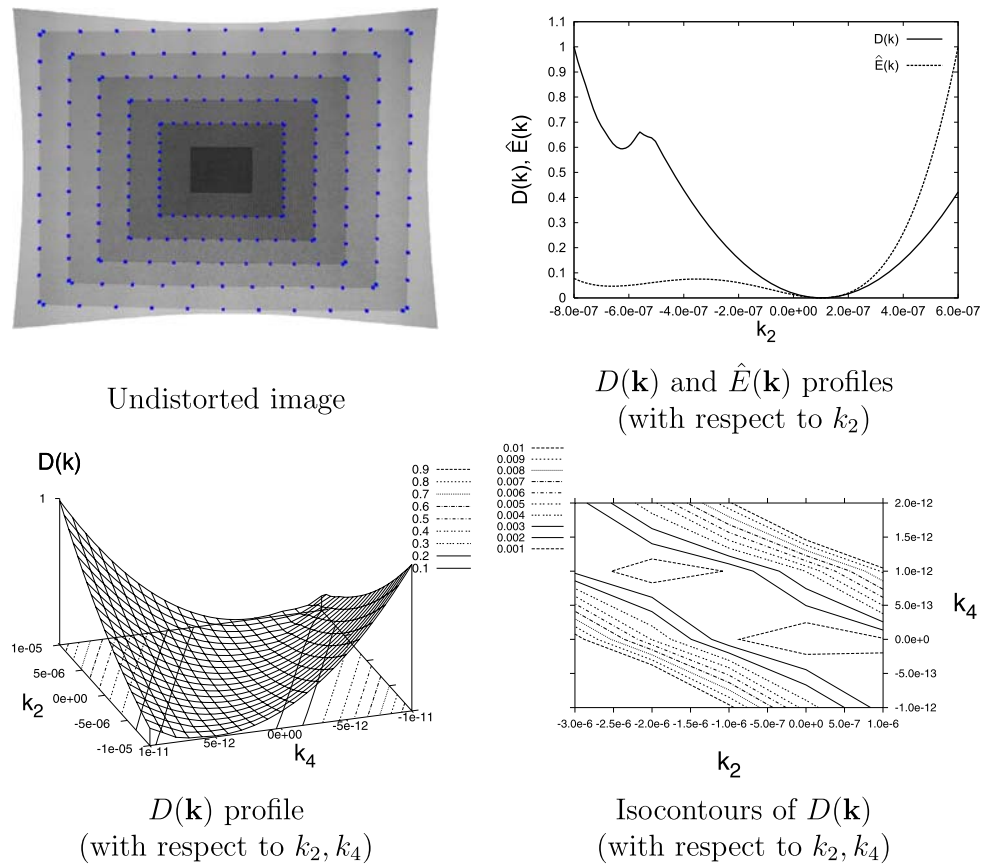 D(k), Ê(k)
1.1
1
0.9
0.8
0.7
0.6
0.5
0.4
0.3
0.2
0.1
0
D(k)
Ê(k)
-8.0e-07 -6.0e-07 -4.0e-07 -2.0e-07 0.0e+00 2.0e-07 4.0e-07 6.0e-07
k2
Undistorted image
D(k) and Ê(k) profiles
(with respect to k2)
D(k)
1
0.9
0.8
0.7
0.6
0.5
0.4
0.3
0.2
0.1
1e-05
5e-06
0e+00
-5e-06
-1e-05
k2
1e-11
5e-12
0e+00
-5e-12
-1e-11
k4
0.01
0.009
0.008
0.007
0.006
0.005
0.004
0.003
0.002
0.001
2.0e-12
1.5e-12
1.0e-12
5.0e-13
0.0e+0
-5.0e-13
-1.0e-12
k4
-3.0e-6 -2.5e-6 -2.0e-6 -1.5e-6 -1.0e-6 -5.0e-7 0.0e+0 5.0e-7 1.0e-6
k2
D(k) profile
(with respect to k2, k4)
Isocontours of D(k)
(with respect to k2, k4)